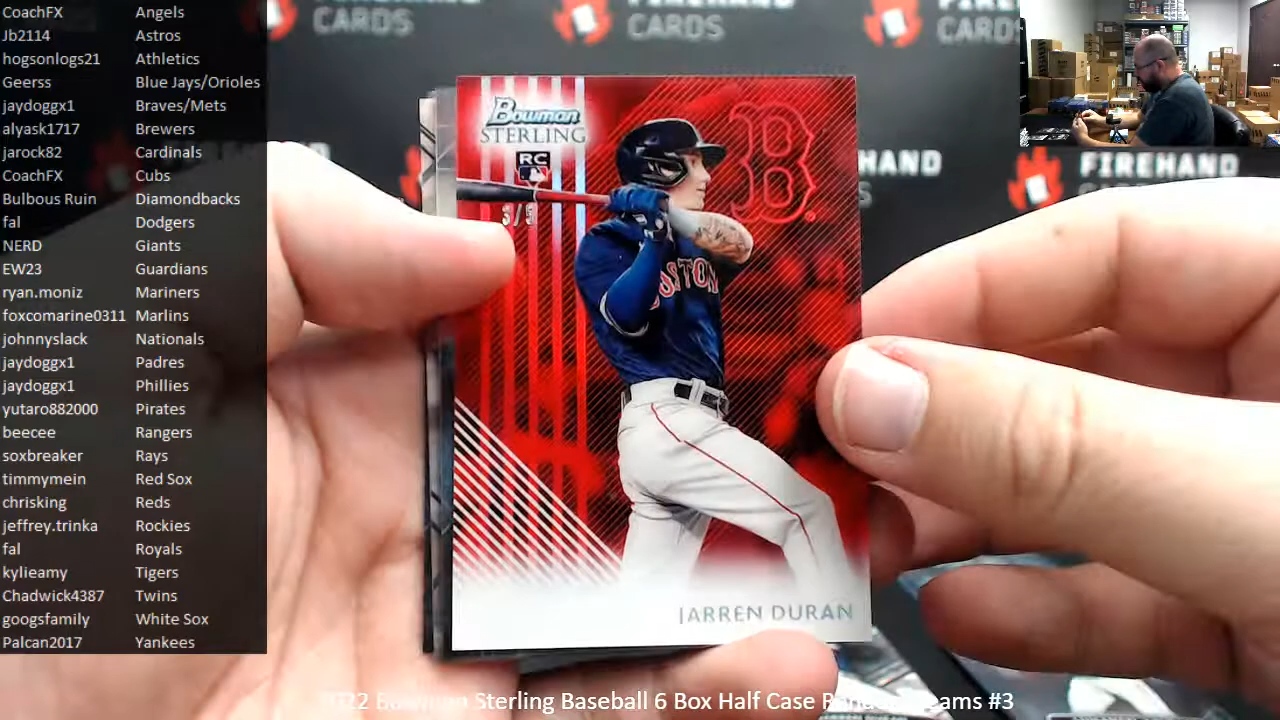 CoachFX Angels
Jb2114 Astros
hogsonlogs21 Athletics
Geerss Blue Jays/Orioles
jaydoggx1 Braves/Mets
alyask1717 Brewers
jarock82 Cardinals
CoachFX Cubs
Bulbous Ruin Diamondbacks
fal Dodgers
NERD Giants
EW23 Guardians
ryan.moniz Mariners
foxcomarine0311 Marlins
johnnyslack Nationals
jaydoggx1 Padres
jaydoggx1 Phillies
yutaro882000 Pirates
beecee Rangers
soxbreaker Rays
timmymein Red Sox
chrisking Reds
jeffrey.trinka Rockies
fal Royals
kylieamy Tigers
Chadwick4387 Twins
googsfamily White Sox
Palcan2017 Yankees
CARDS
CARDS
FIREHAND
Bowman
STERLING
RC
B
JARREN DURAN
2022 Bowman Sterling Baseball 6 Box Half Case Teams #3